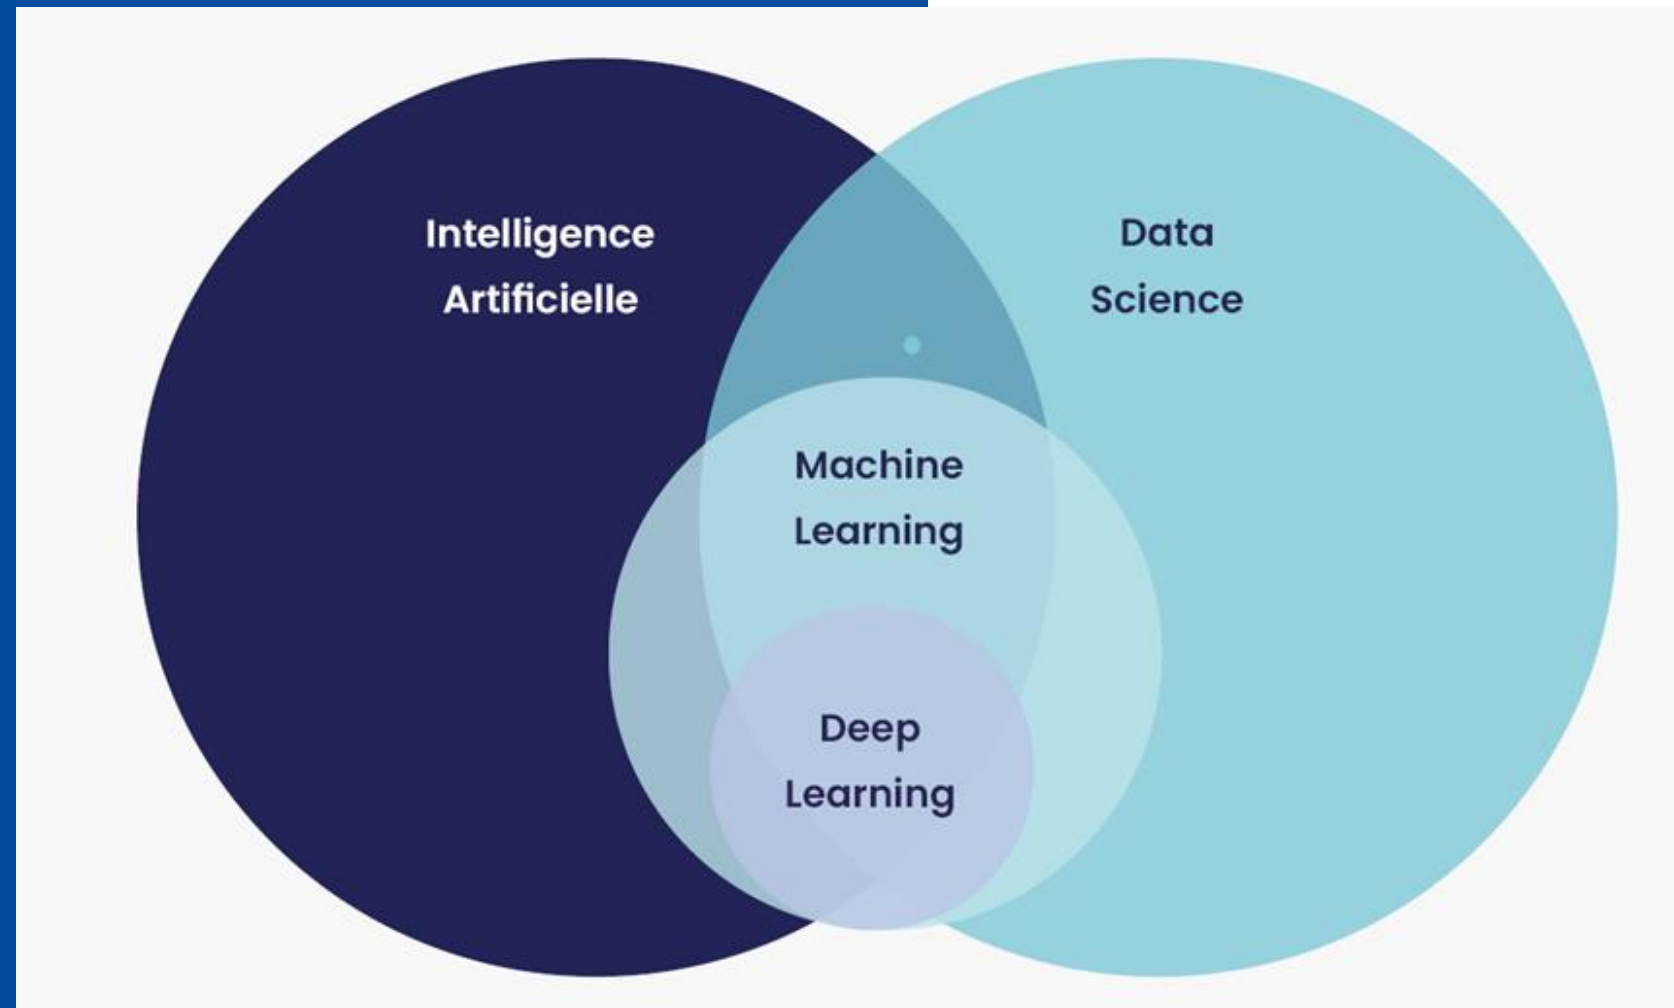 Intelligence
Artificielle
Data
Science
Machine
Learning
Deep
Learning